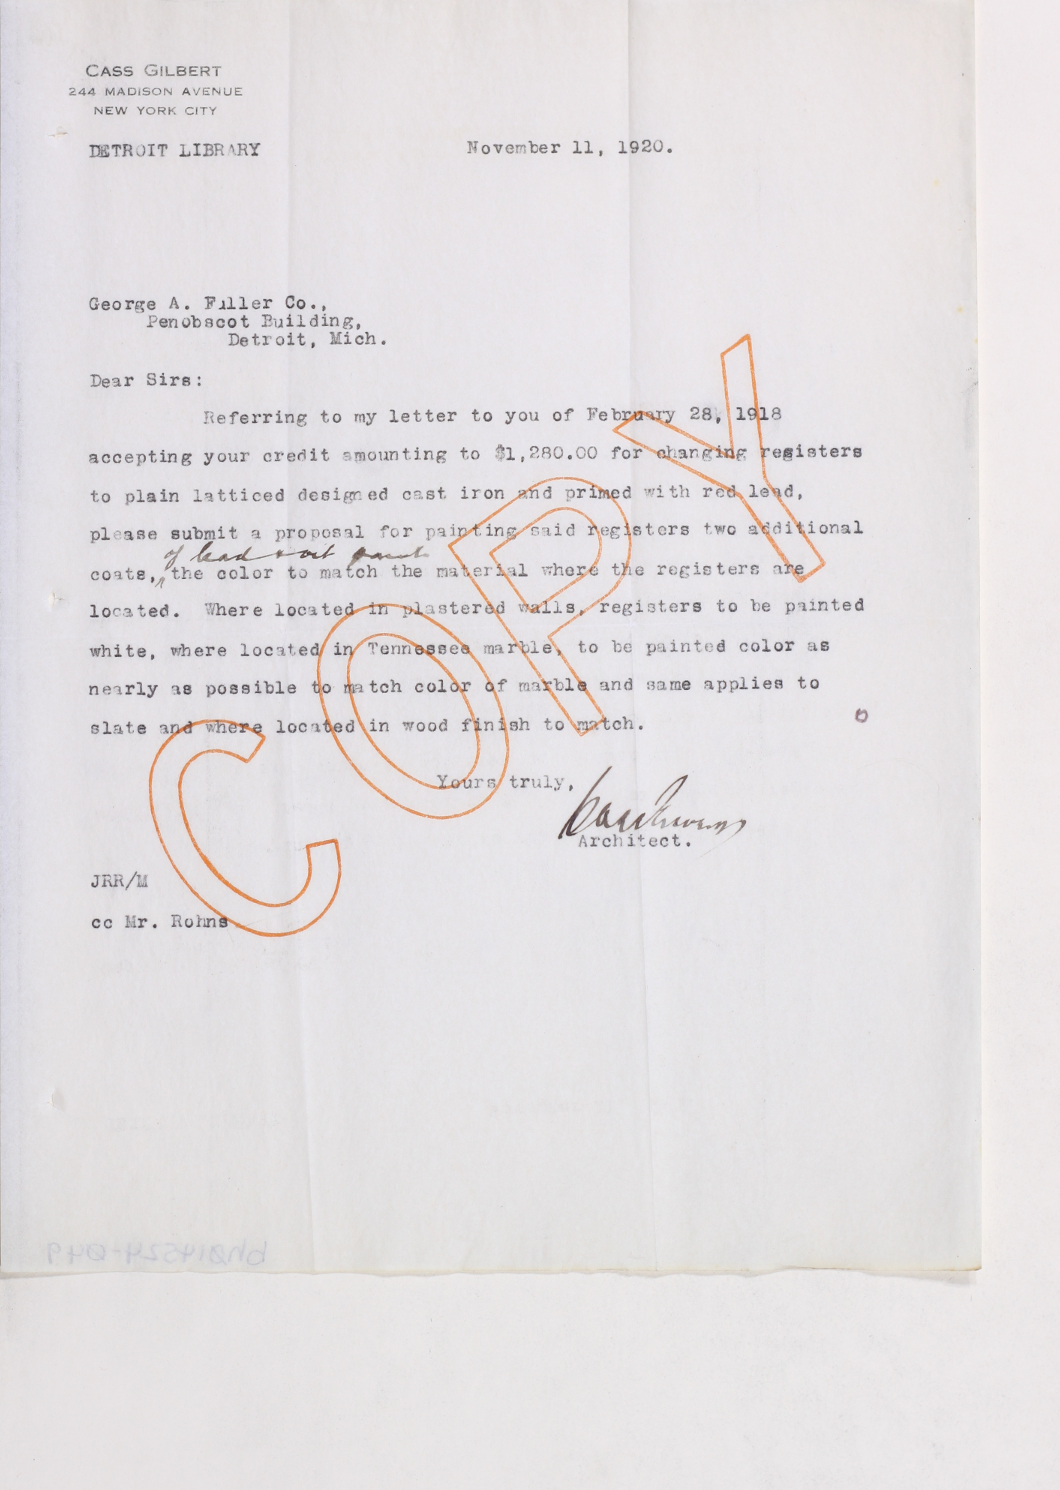 CASS GILBERT
244 MADISON AVENUE
NEW YORK CITY
DETROIT LIBRARY
November 11, 1920.
George A. Fuller Co.,
Penobscot Building,
Detroit, Mich.
Dear Sirs:
Referring to my letter to you of February 28, 1918
accepting your credit amounting to $1,280.00 for changing registers
to plain latticed designed cast iron and primed with red lead,
please submit a proposal for painting said registers two additional
of lead & oil paint
coats, the color to match the material where the registers are
located. Where located in plastered walls, registers to be painted
white, where located in Tennessee marble, to be painted color as
nearly as possible to match color of marble and same applies to
slate and where located in wood finish to match.
Yours truly,
Architect.
JRR/M
cc Mr. Rohns
COPY
bh014524-049